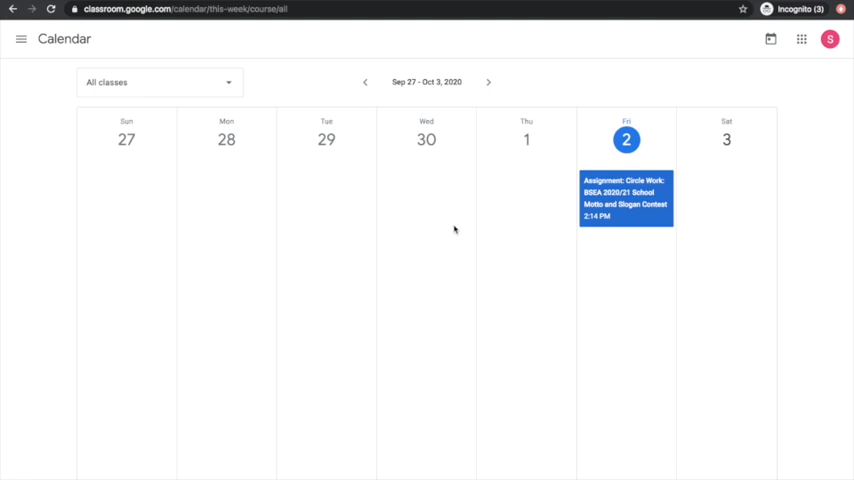 classroom.google.com/calendar/this-week/course/all
Incognito (3)
Calendar
S
All classes
Sep 27 - Oct 3, 2020
Sun
27
Mon
28
Tue
29
Wed
30
Thu
1
Fri
2
Sat
3
Assignment: Circle Work:
BSEA 2020/21 School
Motto and Slogan Contest
2:14 PM